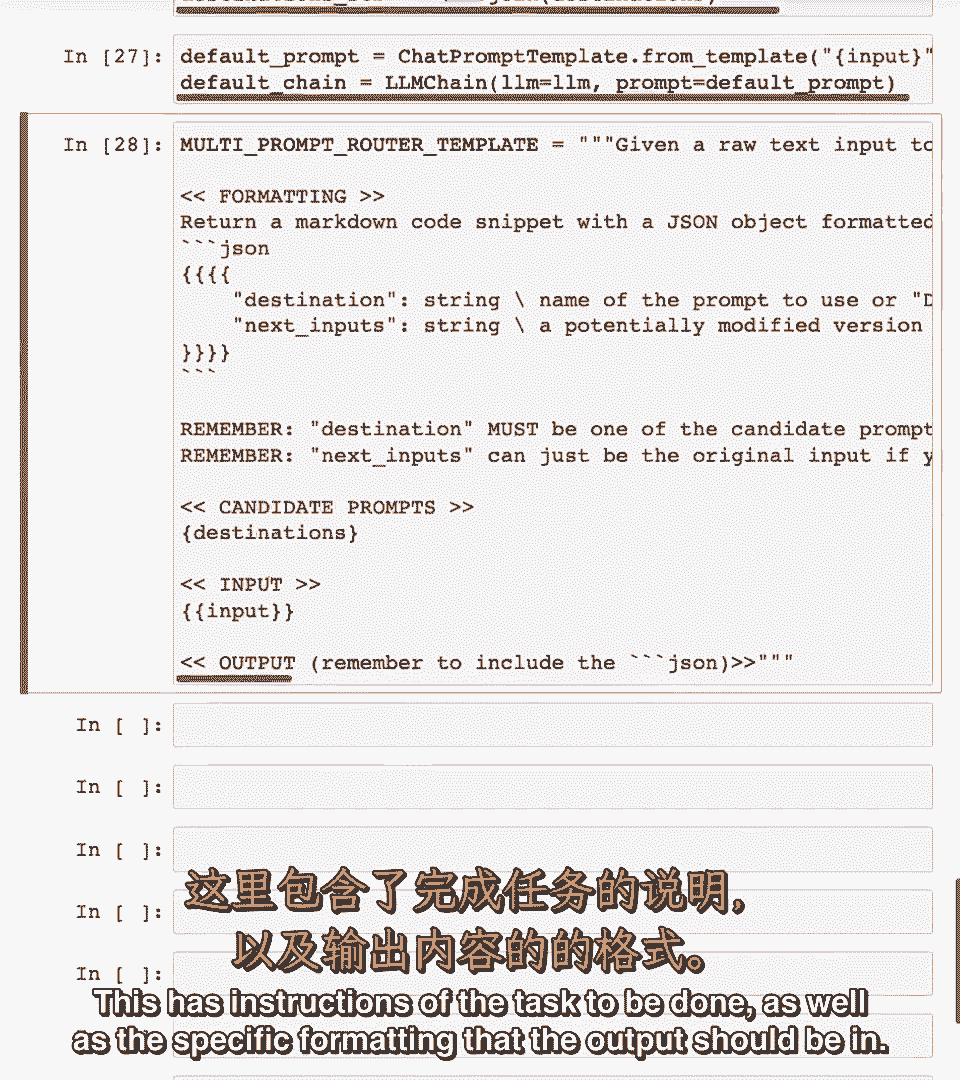 In [27]: default_prompt = ChatPromptTemplate.from_template("{input}"
default_chain = LLMChain(llm=llm, prompt=default_prompt)
In [28]: MULTI_PROMPT_ROUTER_TEMPLATE = """Given a raw text input to
<< FORMATTING >>
Return a markdown code snippet with a JSON object formatted
```json
{{{{
"destination": string \ name of the prompt to use or "D
"next_inputs": string \ a potentially modified version
}}}}
```
REMEMBER: "destination" MUST be one of the candidate prompt
REMEMBER: "next_inputs" can just be the original input if y
<< CANDIDATE PROMPTS >>
{destinations}
<< INPUT >>
{{input}}
<< OUTPUT (remember to include the ```json)>>"""
In [ ]:
In [ ]:
In [ ]:
In [ ]:
In [ ]:
这里包含了完成任务的说明,
以及输出内容的的格式。
This has instructions of the task to be done, as well
as the specific formatting that the output should be in.